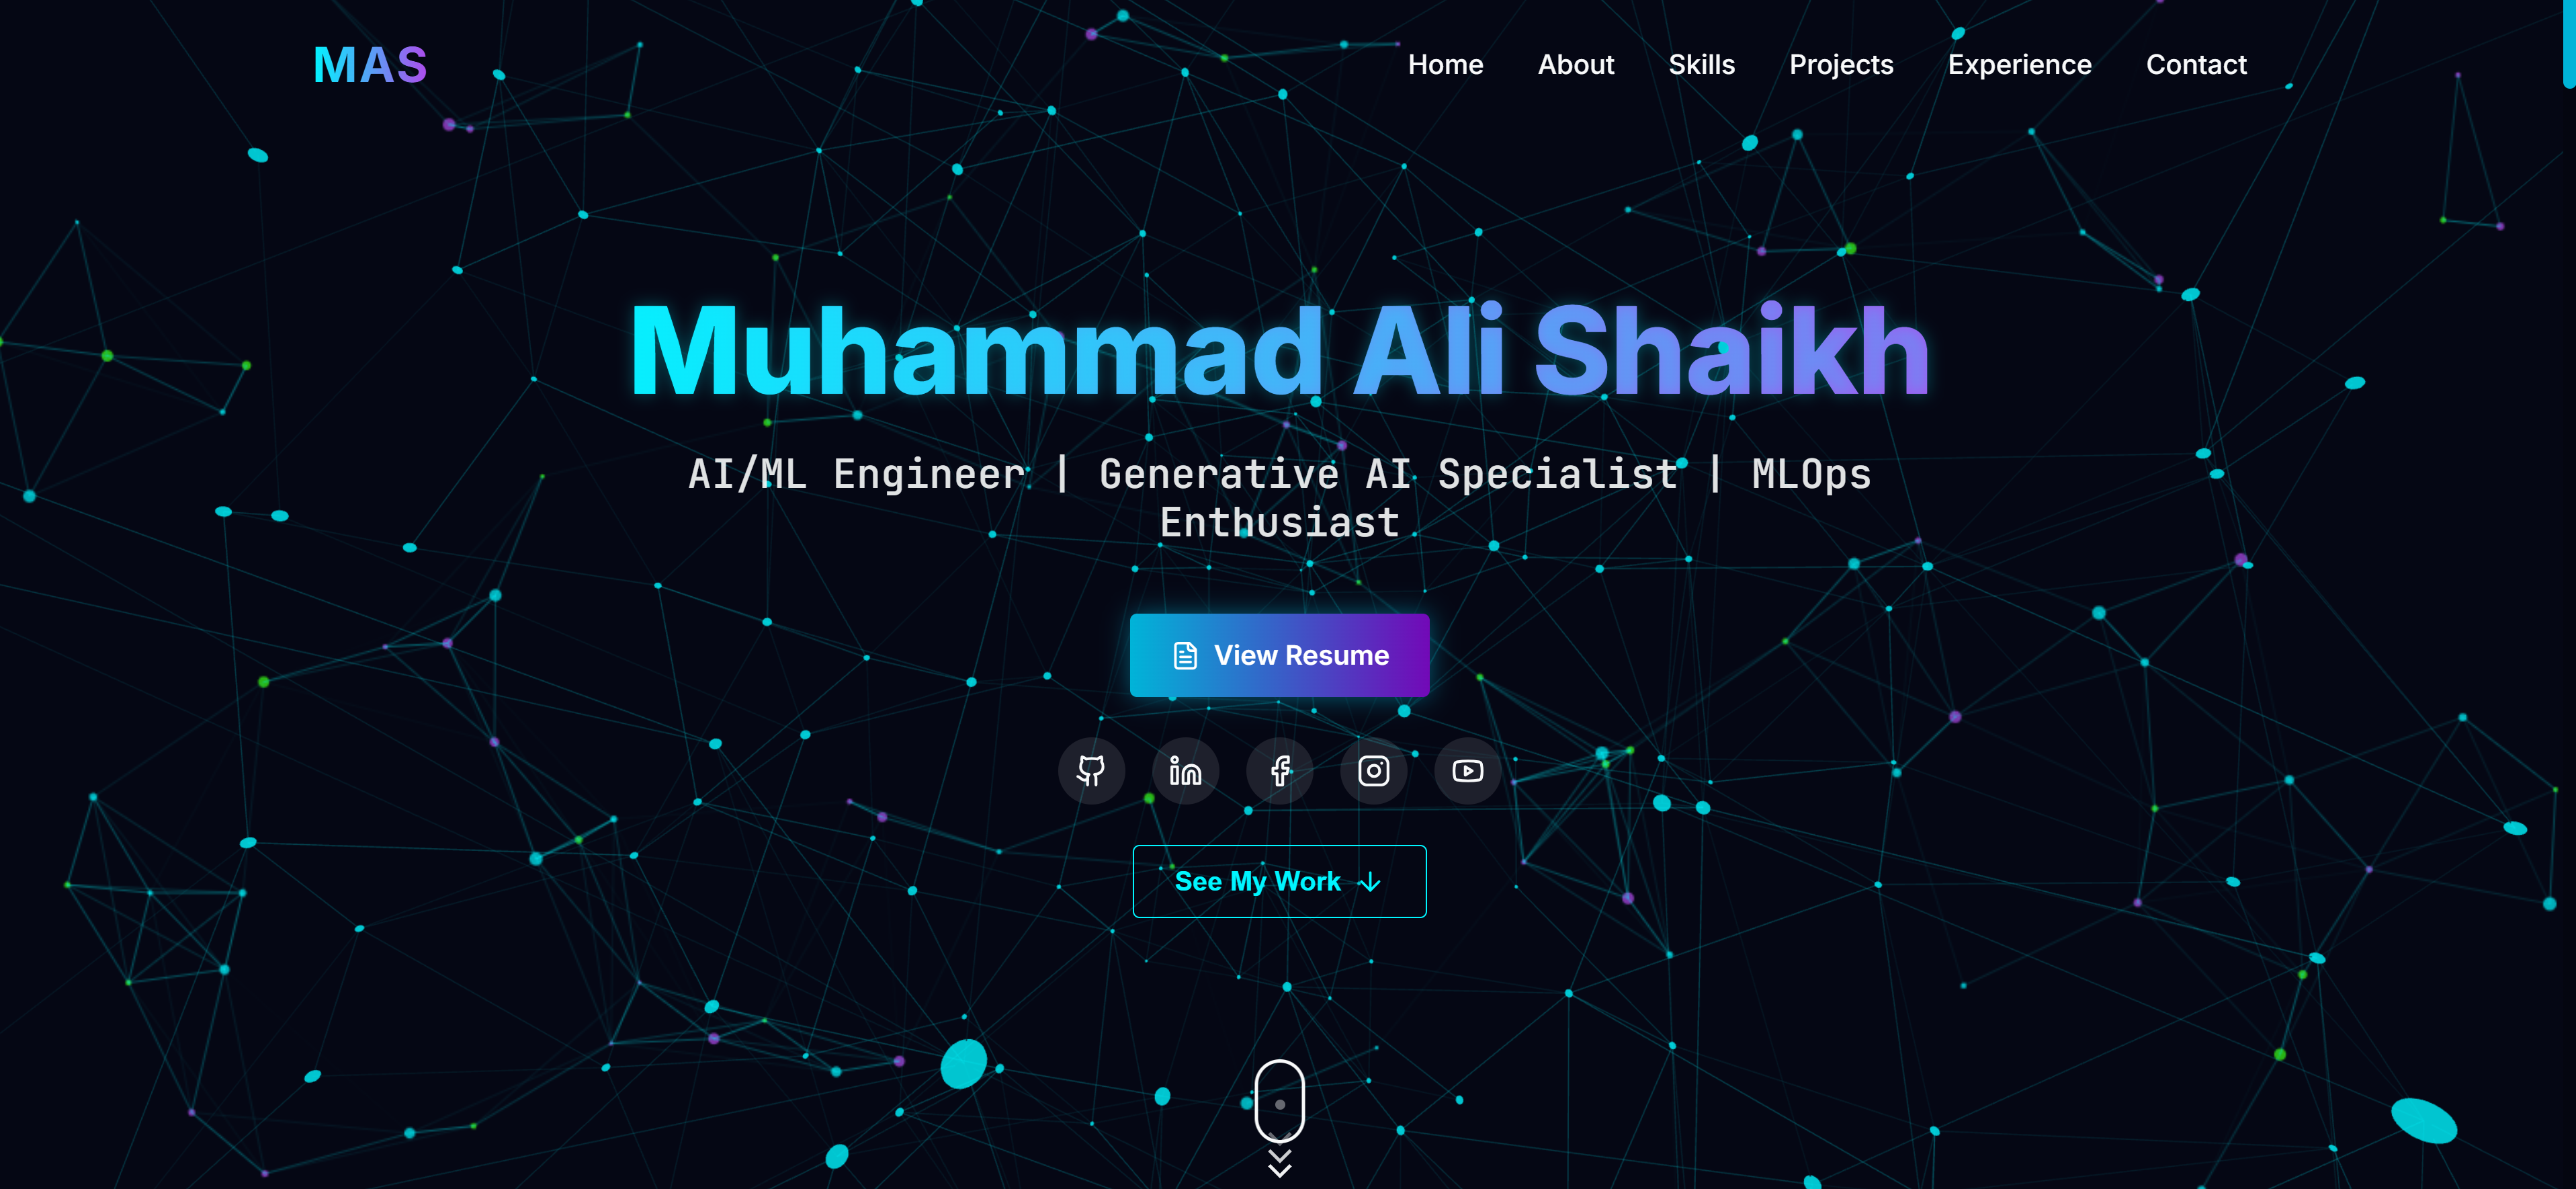 MAS
Home About Skills Projects Experience Contact
Muhammad Ali Shaikh
AI/ML Engineer | Generative AI Specialist | MLOps
Enthusiast
View Resume
See My Work